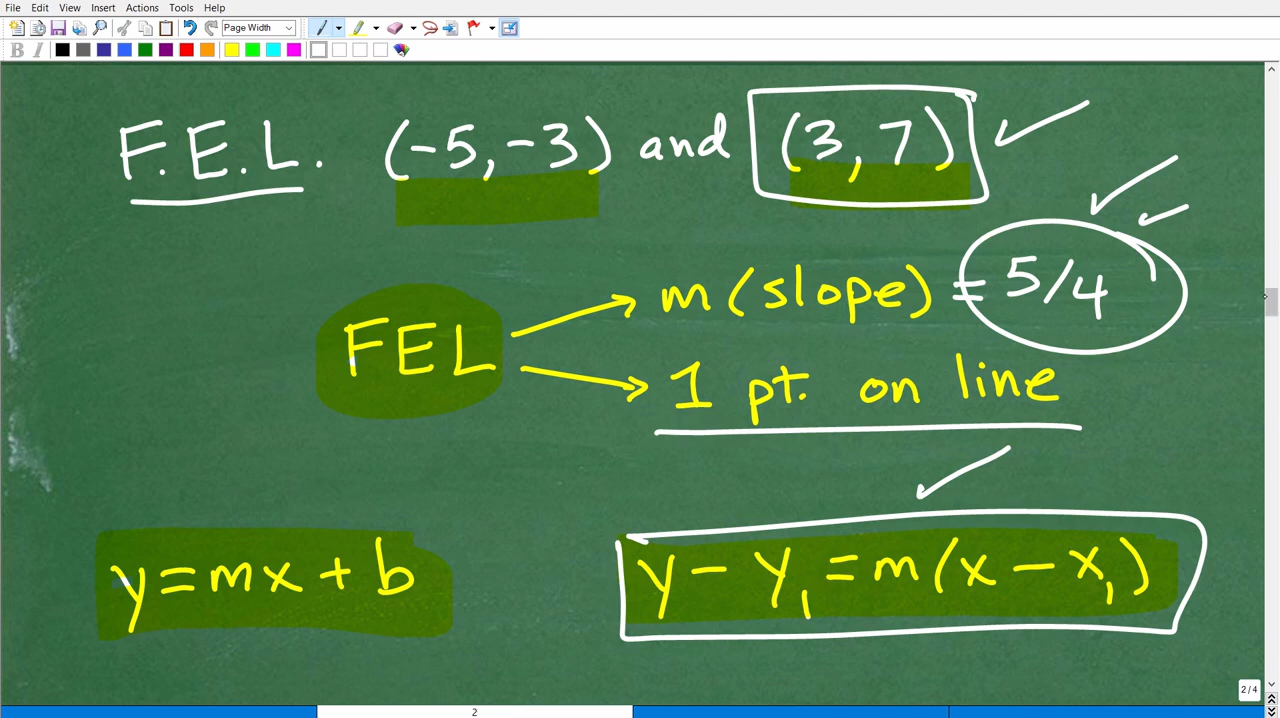 File Edit View Insert Actions Tools Help
Page Width
B I
F.E.L. (-5,-3) and (3,7)
m (slope) = 5/4
FEL
1 pt. on line
y=mx+b
y-y₁=m(x-x₁)
2/4
2